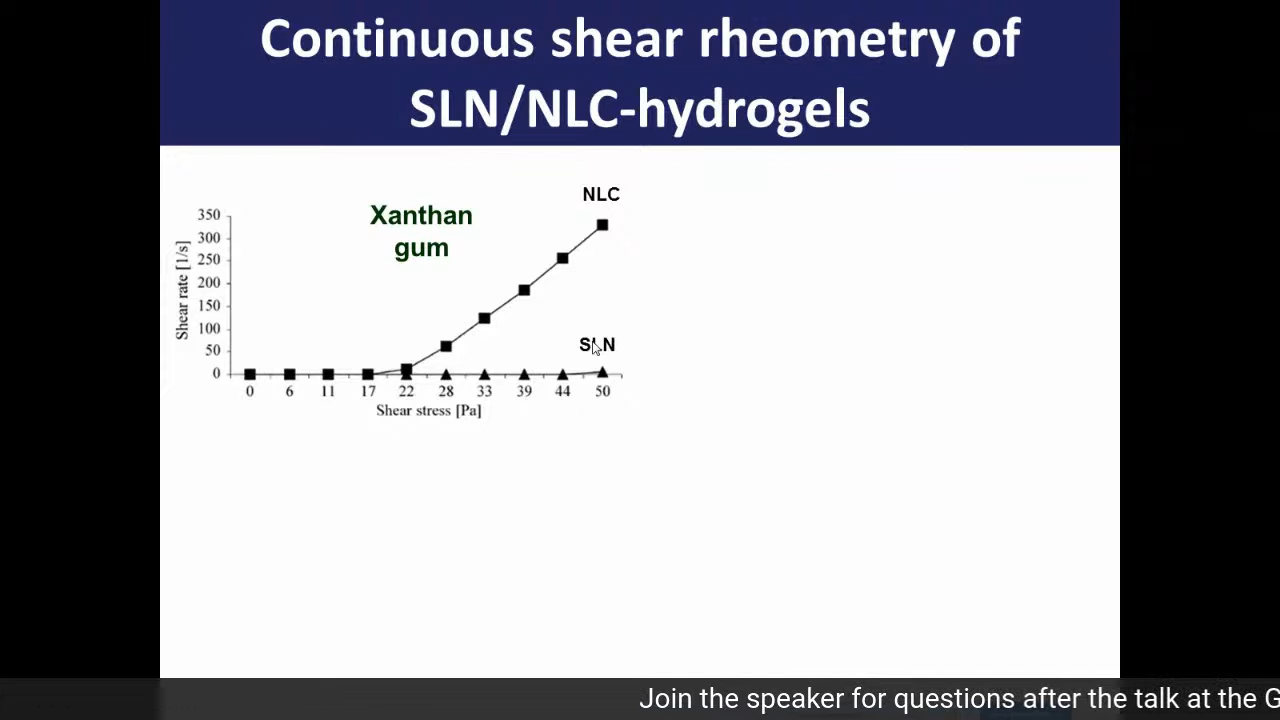 Continuous shear rheometry of
SLN/NLC-hydrogels
NLC
Xanthan
gum
350
300
250
200
150
100
50
0
Shear rate [1/s]
SLN
0 6 11 17 22 28 33 39 44 50
Shear stress [Pa]
Join the speaker for questions after the talk at the G